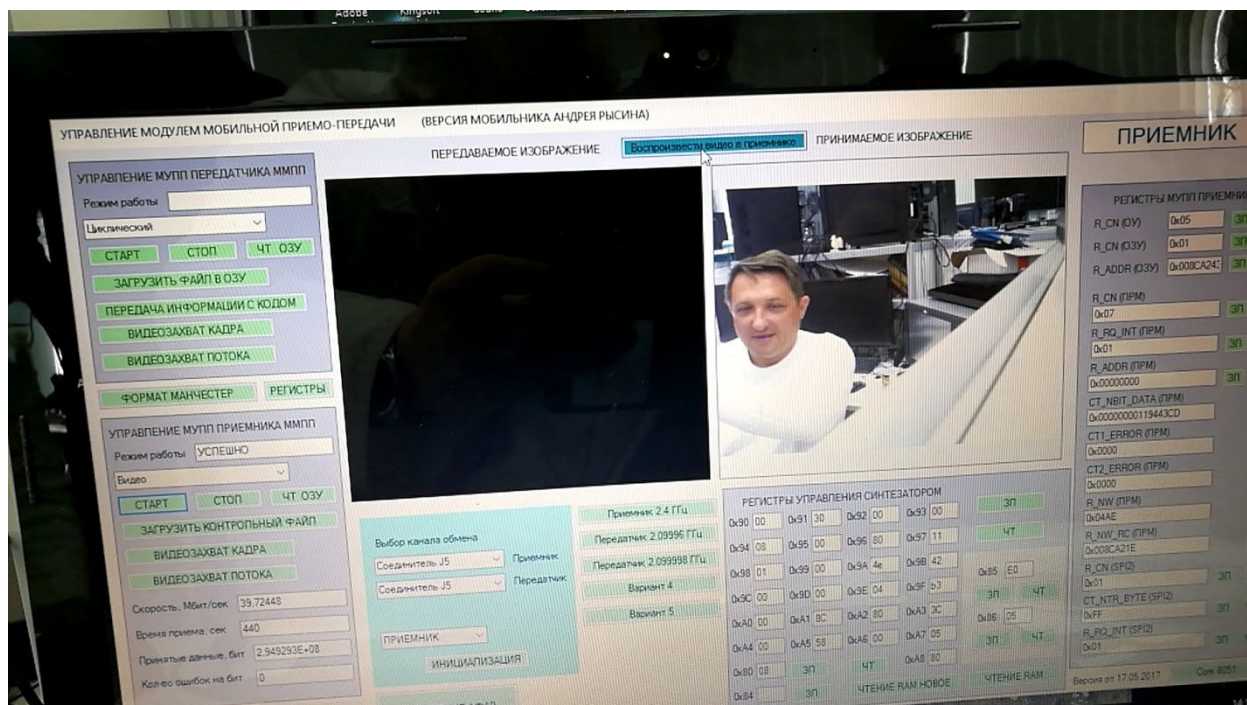 Adobe Kingsoft
УПРАВЛЕНИЕ МОДУЛЕМ МОБИЛЬНОЙ ПРИЕМО-ПЕРЕДАЧИ (ВЕРСИЯ МОБИЛЬНИКА АНДРЕЯ РЫСИНА)
ПЕРЕДАВАЕМОЕ ИЗОБРАЖЕНИЕ
Воспроизвести видео в приемнике
ПРИНИМАЕМОЕ ИЗОБРАЖЕНИЕ
ПРИЕМНИК
УПРАВЛЕНИЕ МУПП ПЕРЕДАТЧИКА ММПП
Режим работы
Циклический
СТАРТ СТОП ЧТ ОЗУ
ЗАГРУЗИТЬ ФАЙЛ В ОЗУ
ПЕРЕДАЧА ИНФОРМАЦИИ С КОДОМ
ВИДЕОЗАХВАТ КАДРА
ВИДЕОЗАХВАТ ПОТОКА
ФОРМАТ МАНЧЕСТЕР РЕГИСТРЫ
УПРАВЛЕНИЕ МУПП ПРИЕМНИКА ММПП
Режим работы УСПЕШНО
Видео
СТАРТ СТОП ЧТ ОЗУ
ЗАГРУЗИТЬ КОНТРОЛЬНЫЙ ФАЙЛ
ВИДЕОЗАХВАТ КАДРА
ВИДЕОЗАХВАТ ПОТОКА
Скорость, Мбит/сек 39,72448
Время приема, сек 440
Принятые данные, бит 2.949293E+08
Кол-во ошибок на бит 0
Выбор канала обмена
Соединитель J5 Приемник
Соединитель J5 Передатчик
ПРИЕМНИК
ИНИЦИАЛИЗАЦИЯ
Приемник 2.4 ГГц
Передатчик 2.09996 ГГц
Передатчик 2.099998 ГГц
Вариант 4
Вариант 5
РЕГИСТРЫ УПРАВЛЕНИЯ СИНТЕЗАТОРОМ
0x90 00 0x91 30 0x92 00 0x93 00 ЗП
0x94 08 0x95 00 0x96 80 0x97 11 ЧТ
0x98 01 0x99 00 0x9A 4e 0x9B 42 0x85 E0
0x9C 00 0x9D 00 0x9E 04 0x9F b3 ЗП ЧТ
0xA0 00 0xA1 BC 0xA2 80 0xA3 3C 0xB6 05
0xA4 00 0xA5 58 0xA6 00 0xA7 05 ЗП ЧТ
0x80 08 ЗП ЧТ 0xA8 80
0x84 ЗП ЧТЕНИЕ RAM НОВОЕ ЧТЕНИЕ RAM
РЕГИСТРЫ МУПП ПРИЕМНИ
R_CN (ОУ) 0x05 ЗП
R_CN (ОЗУ) 0x01 ЗП
R_ADDR (ОЗУ) 0x008CA243 ЗП
R_CN (ПРМ)
0x07 ЗП
R_RQ_INT (ПРМ)
0x01 ЗП
R_ADDR (ПРМ)
0x00000000 ЗП
CT_NBIT_DATA (ПРМ)
0x00000000119443CD
CT1_ERROR (ПРМ)
0x0000
CT2_ERROR (ПРМ)
0x0000
R_NW (ПРМ)
0x04AE
R_NW_RC (ПРМ)
0x008CA21E
R_CN (SPI2)
0x01 ЗП
CT_NTR_BYTE (SPI2)
0xFF ЗП
R_RQ_INT (SPI2)
0x01 ЗП
Версия от 17.05.2017